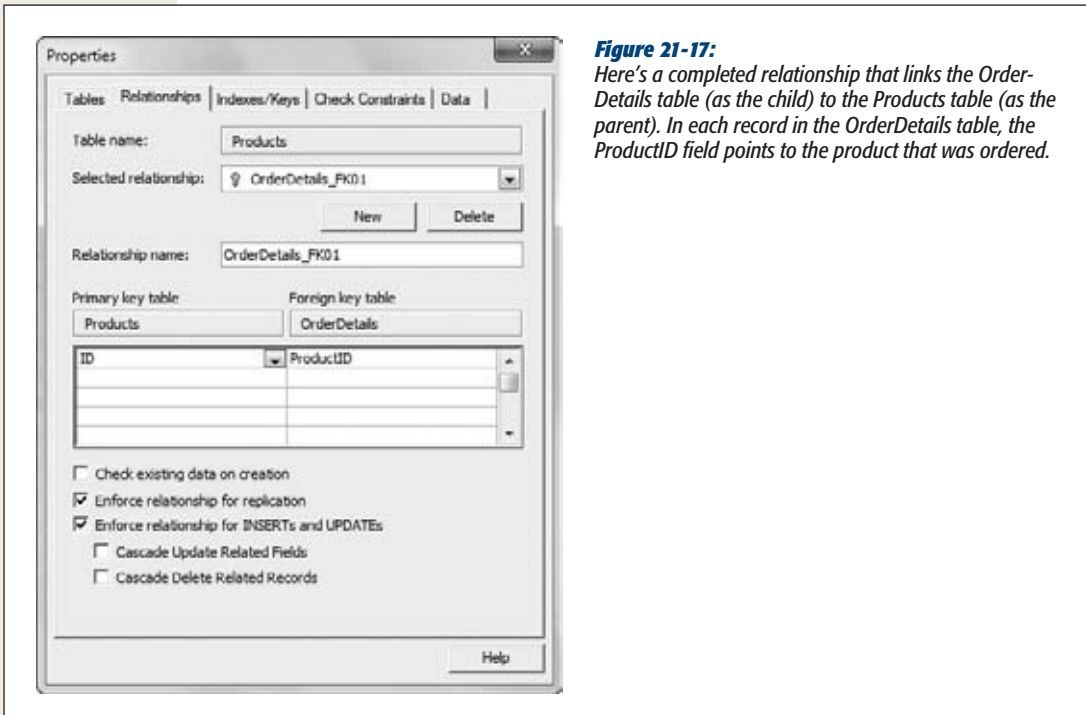 Properties
Tables Relationships Indexes/Keys Check Constraints Data
Table name: Products
Selected relationship: OrderDetails_FK01
New Delete
Relationship name: OrderDetails_FK01
Primary key table Foreign key table
Products OrderDetails
ID ProductID
Check existing data on creation
Enforce relationship for replication
Enforce relationship for INSERTs and UPDATEs
Cascade Update Related Fields
Cascade Delete Related Records
Help
Figure 21-17:
Here's a completed relationship that links the Order-
Details table (as the child) to the Products table (as the
parent). In each record in the OrderDetails table, the
ProductID field points to the product that was ordered.